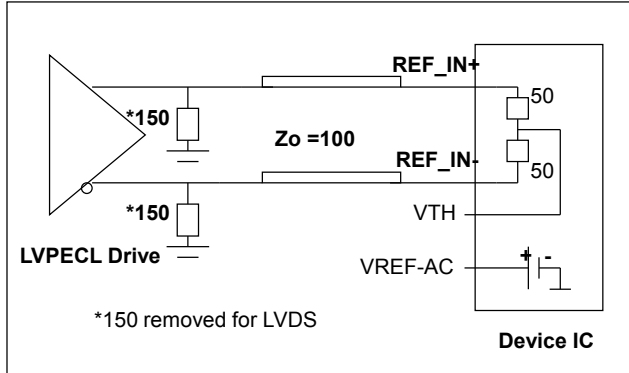 REF_IN+
50
*150
Zo =100
REF_IN-
50
*150
VTH
LVPECL Drive
VREF-AC
+ -
*150 removed for LVDS
Device IC